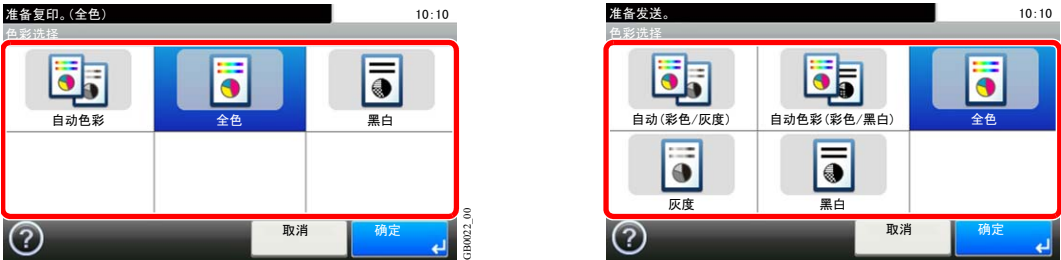 准备复印。(全色)
10:10
色彩选择
自动色彩
全色
黑白
?
取消
确定
GB0022_00
准备发送。
10:10
色彩选择
自动(彩色/灰度)
自动色彩(彩色/黑白)
全色
灰度
黑白
?
取消
确定